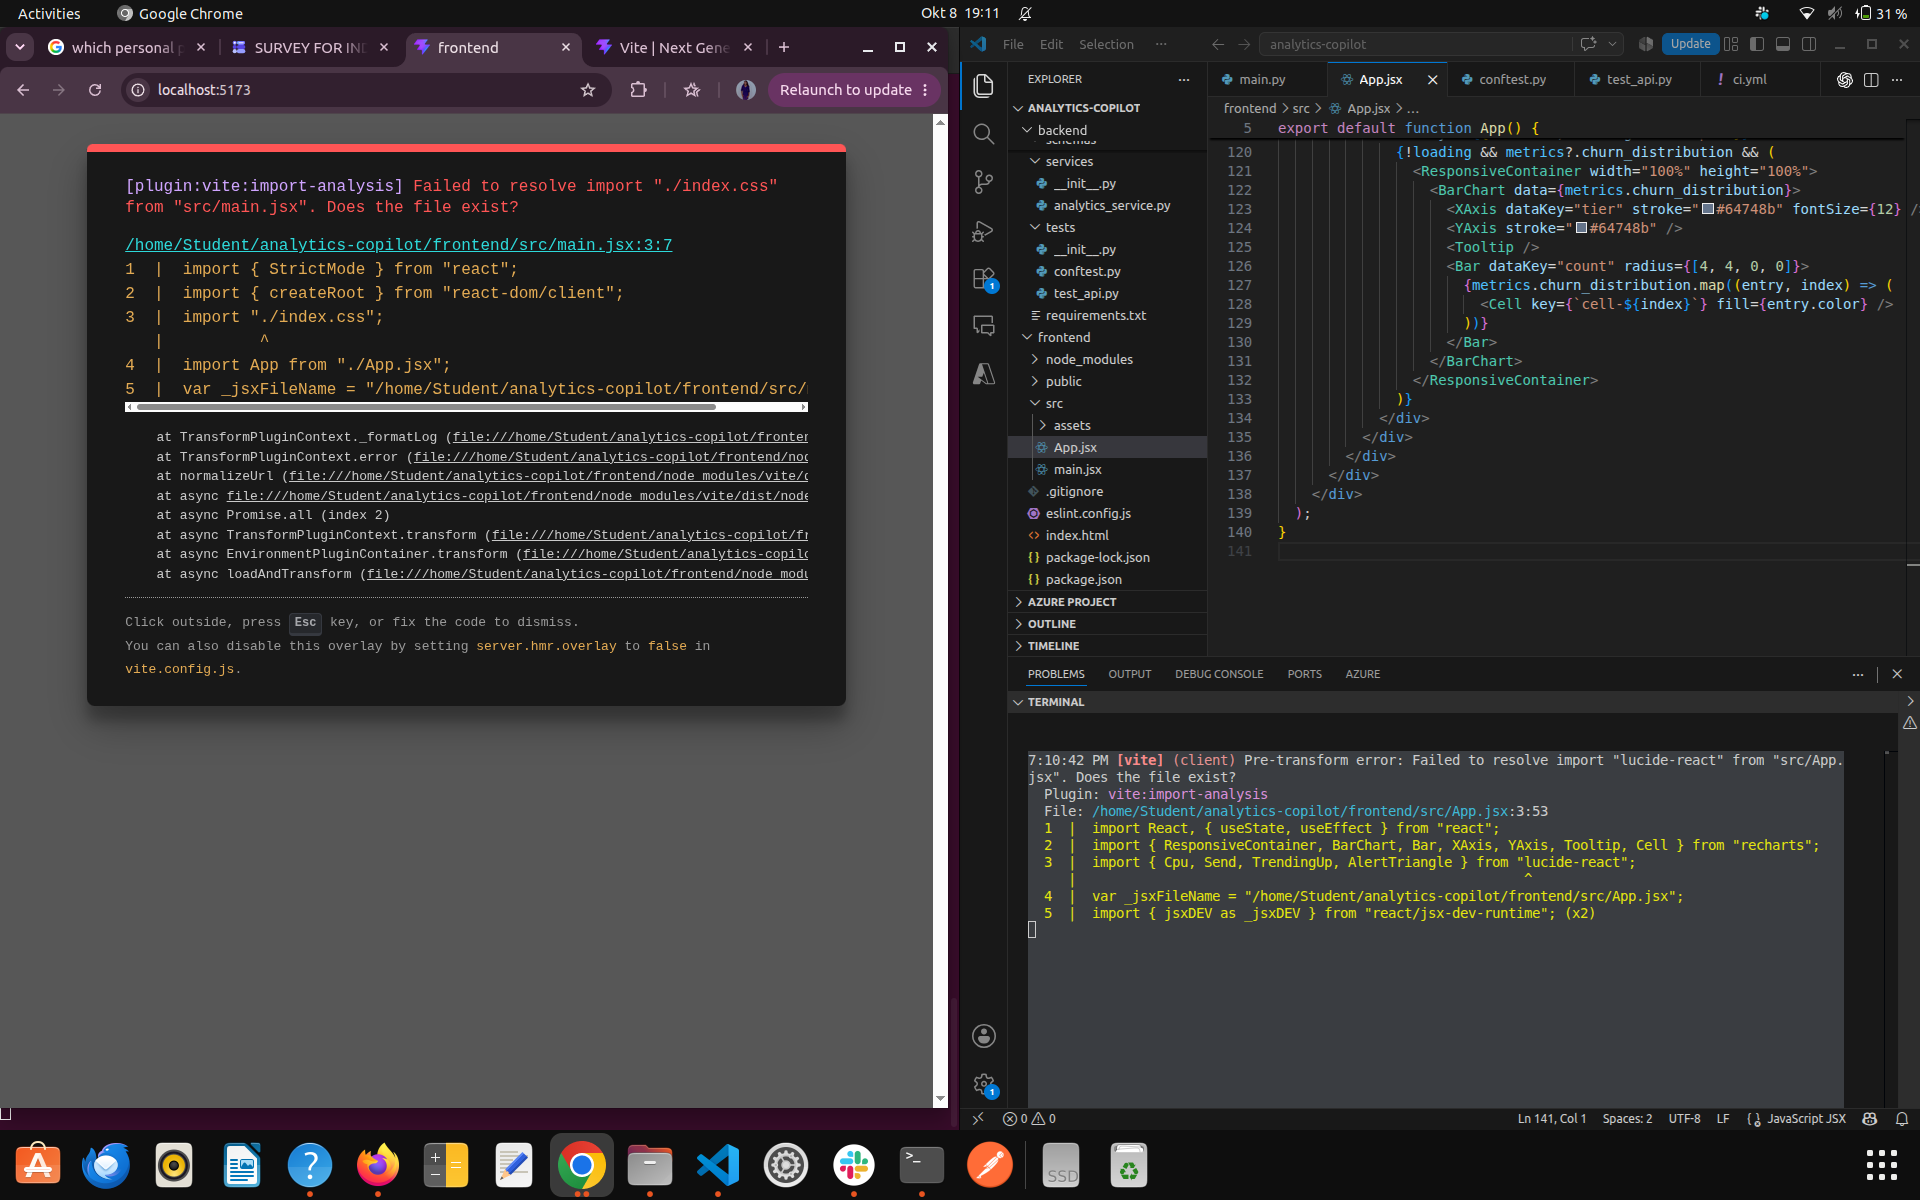 Activities
Google Chrome
Okt 8 19:11
31 %
which personal p
SURVEY FOR IND
frontend
Vite | Next Gene
localhost:5173
Relaunch to update
[plugin:vite:import-analysis] Failed to resolve import "./index.css"
from "src/main.jsx". Does the file exist?
/home/Student/analytics-copilot/frontend/src/main.jsx:3:7
1 | import { StrictMode } from "react";
2 | import { createRoot } from "react-dom/client";
3 | import "./index.css";
| ^
4 | import App from "./App.jsx";
5 | var _jsxFileName = "/home/Student/analytics-copilot/frontend/src/
at TransformPluginContext._formatLog (file:///home/Student/analytics-copilot/fronten
at TransformPluginContext.error (file:///home/Student/analytics-copilot/frontend/nod
at normalizeUrl (file:///home/Student/analytics-copilot/frontend/node_modules/vite/d
at async file:///home/Student/analytics-copilot/frontend/node_modules/vite/dist/node
at async Promise.all (index 2)
at async TransformPluginContext.transform (file:///home/Student/analytics-copilot/fr
at async EnvironmentPluginContainer.transform (file:///home/Student/analytics-copilo
at async loadAndTransform (file:///home/Student/analytics-copilot/frontend/node_modu
Click outside, press Esc key, or fix the code to dismiss.
You can also disable this overlay by setting server.hmr.overlay to false in
vite.config.js.
File Edit Selection ···
analytics-copilot
Update
EXPLORER
ANALYTICS-COPILOT
backend
schemas
services
__init__.py
analytics_service.py
tests
__init__.py
conftest.py
test_api.py
requirements.txt
frontend
node_modules
public
src
assets
App.jsx
main.jsx
.gitignore
eslint.config.js
index.html
package-lock.json
package.json
AZURE PROJECT
OUTLINE
TIMELINE
1
1
main.py
App.jsx
conftest.py
test_api.py
ci.yml
frontend > src > App.jsx > ...
5 export default function App() {
120 {!loading && metrics?.churn_distribution && (
121 <ResponsiveContainer width="100%" height="100%">
122 <BarChart data={metrics.churn_distribution}>
123 <XAxis dataKey="tier" stroke="#64748b" fontSize={12} />
124 <YAxis stroke="#64748b" />
125 <Tooltip />
126 <Bar dataKey="count" radius={[4, 4, 0, 0]}>
127 {metrics.churn_distribution.map((entry, index) => (
128 <Cell key={`cell-${index}`} fill={entry.color} />
129 ))}
130 </Bar>
131 </BarChart>
132 </ResponsiveContainer>
133 )}
134 </div>
135 </div>
136 </div>
137 </div>
138 </div>
139 );
140 }
141
PROBLEMS OUTPUT DEBUG CONSOLE PORTS AZURE
TERMINAL
7:10:42 PM [vite] (client) Pre-transform error: Failed to resolve import "lucide-react" from "src/App.
jsx". Does the file exist?
Plugin: vite:import-analysis
File: /home/Student/analytics-copilot/frontend/src/App.jsx:3:53
1 | import React, { useState, useEffect } from "react";
2 | import { ResponsiveContainer, BarChart, Bar, XAxis, YAxis, Tooltip, Cell } from "recharts";
3 | import { Cpu, Send, TrendingUp, AlertTriangle } from "lucide-react";
| ^
4 | var _jsxFileName = "/home/Student/analytics-copilot/frontend/src/App.jsx";
5 | import { jsxDEV as _jsxDEV } from "react/jsx-dev-runtime"; (x2)
0 0
Ln 141, Col 1 Spaces: 2 UTF-8 LF { } JavaScript JSX
SSD